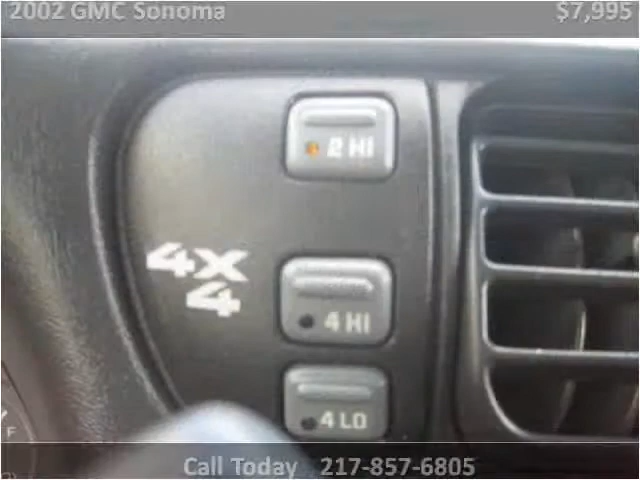 2002 GMC Sonoma $7,995
2 HI
4X
4
4 HI
4 LO
F
Call Today 217-857-6805